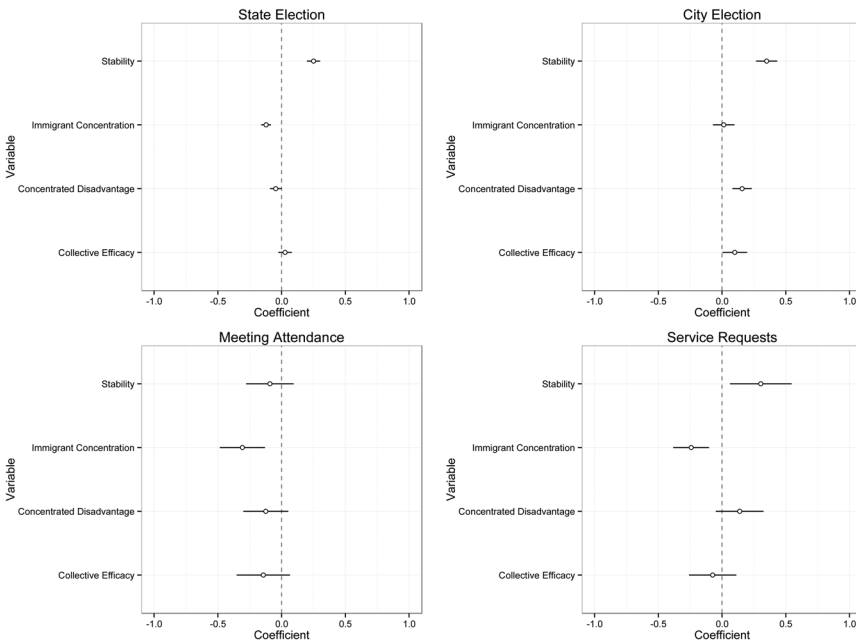 State Election
Variable
Stability
Immigrant Concentration
Concentrated Disadvantage
Collective Efficacy
-1.0 -0.5 0.0 0.5 1.0
Coefficient
City Election
Variable
Stability
Immigrant Concentration
Concentrated Disadvantage
Collective Efficacy
-1.0 -0.5 0.0 0.5 1.0
Coefficient
Meeting Attendance
Variable
Stability
Immigrant Concentration
Concentrated Disadvantage
Collective Efficacy
-1.0 -0.5 0.0 0.5 1.0
Coefficient
Service Requests
Variable
Stability
Immigrant Concentration
Concentrated Disadvantage
Collective Efficacy
-1.0 -0.5 0.0 0.5 1.0
Coefficient